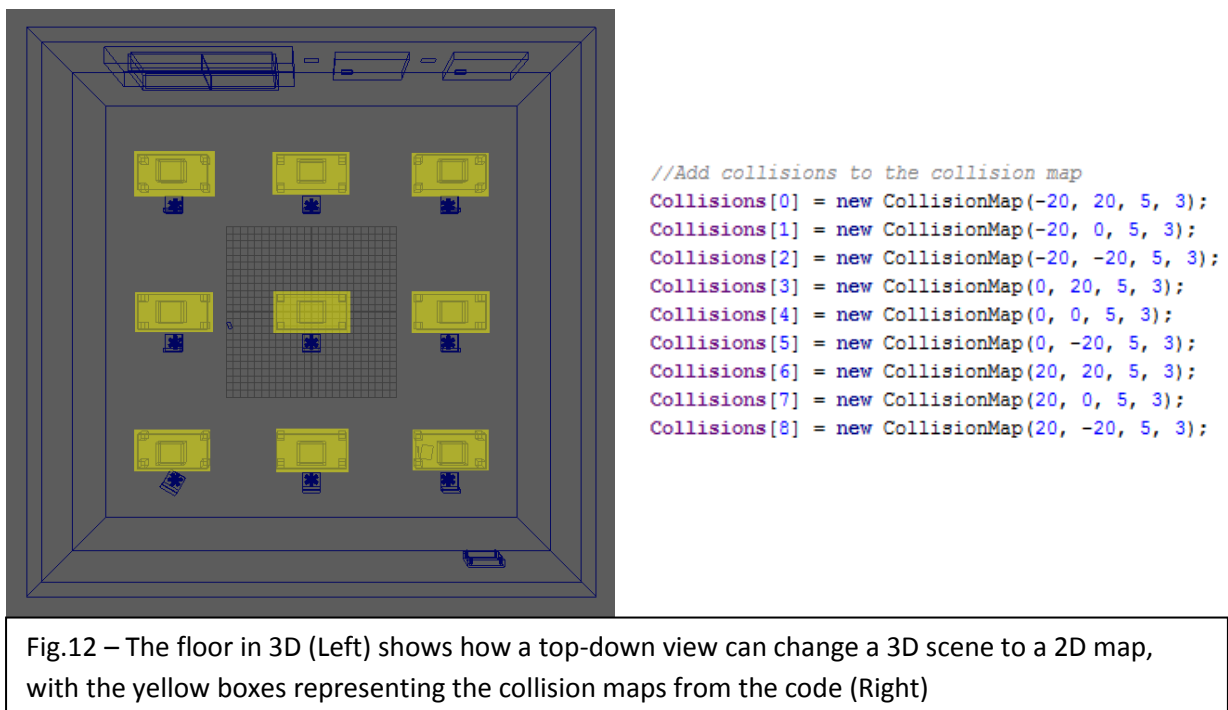 //Add collisions to the collision map
Collisions[0] = new CollisionMap(-20, 20, 5, 3);
Collisions[1] = new CollisionMap(-20, 0, 5, 3);
Collisions[2] = new CollisionMap(-20, -20, 5, 3);
Collisions[3] = new CollisionMap(0, 20, 5, 3);
Collisions[4] = new CollisionMap(0, 0, 5, 3);
Collisions[5] = new CollisionMap(0, -20, 5, 3);
Collisions[6] = new CollisionMap(20, 20, 5, 3);
Collisions[7] = new CollisionMap(20, 0, 5, 3);
Collisions[8] = new CollisionMap(20, -20, 5, 3);
Fig.12 – The floor in 3D (Left) shows how a top-down view can change a 3D scene to a 2D map,
with the yellow boxes representing the collision maps from the code (Right)